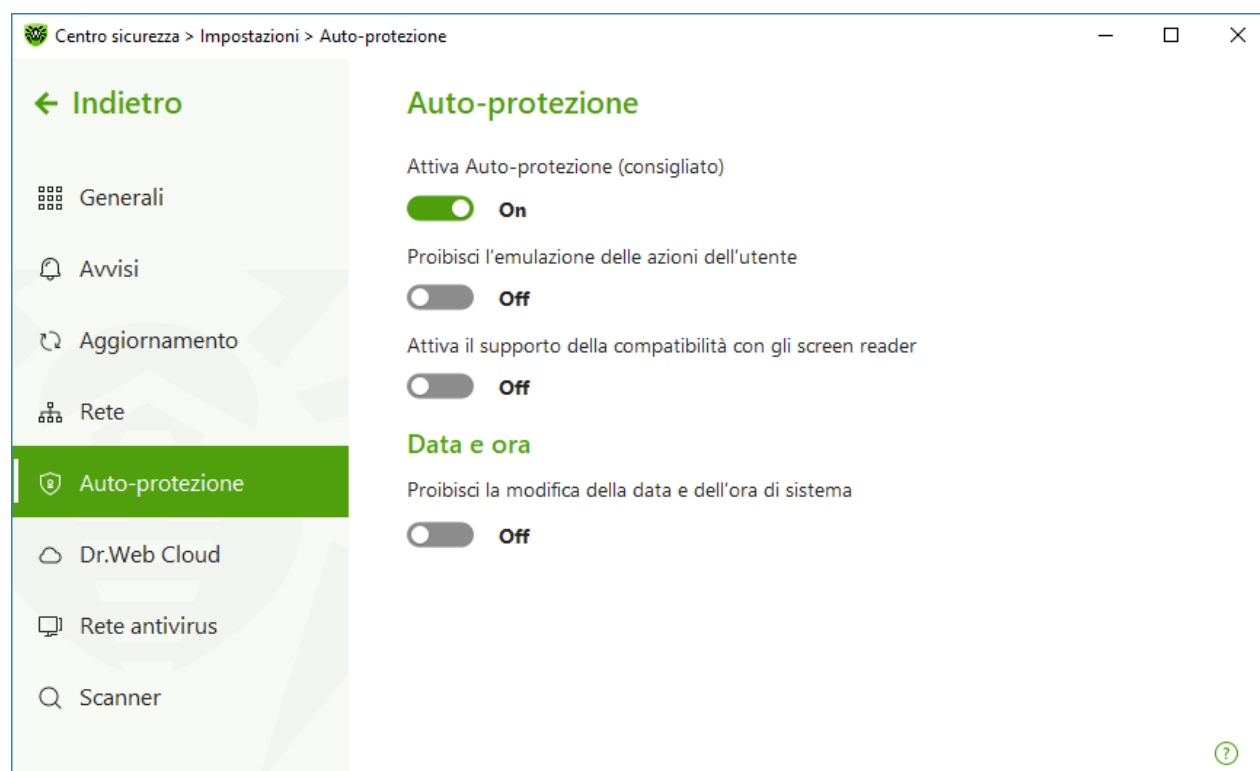 Centro sicurezza > Impostazioni > Auto-protezione
Indietro
Generali
Avvisi
Aggiornamento
Rete
Auto-protezione
Dr.Web Cloud
Rete antivirus
Scanner
Auto-protezione
Attiva Auto-protezione (consigliato)
On
Proibisci l'emulazione delle azioni dell'utente
Off
Attiva il supporto della compatibilità con gli screen reader
Off
Data e ora
Proibisci la modifica della data e dell'ora di sistema
Off
?